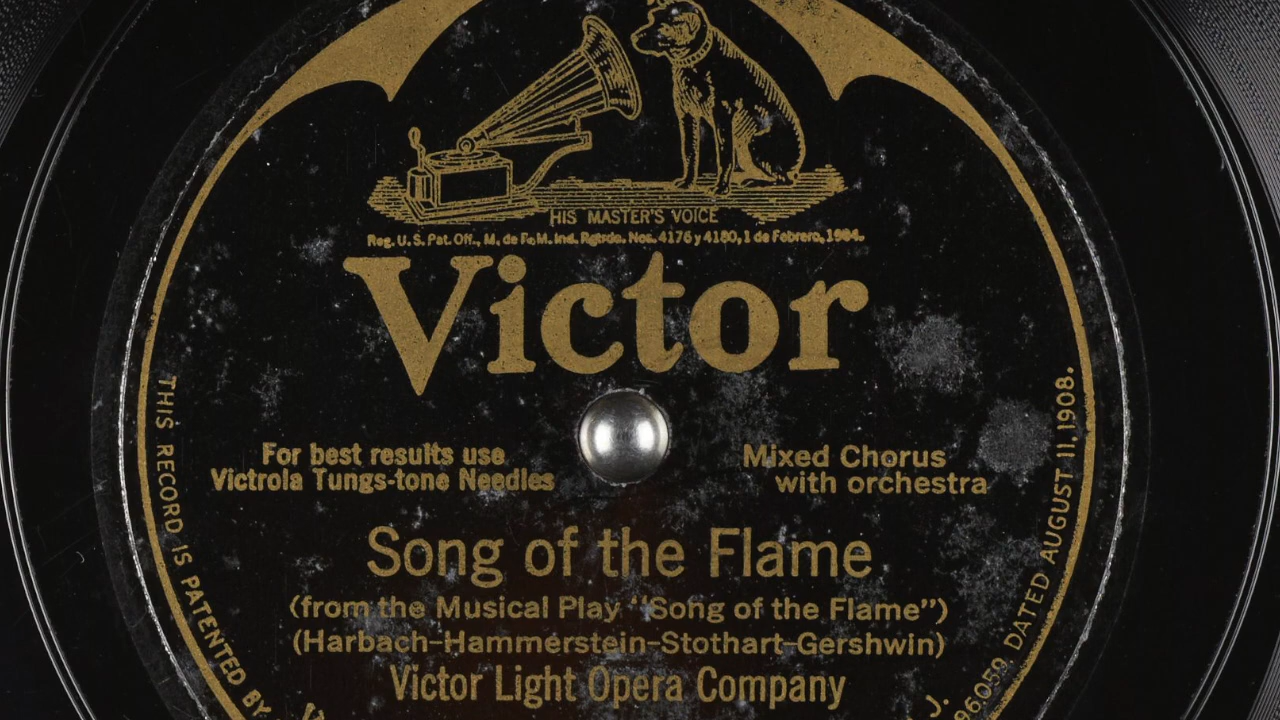 HIS MASTER'S VOICE
Reg. U.S. Pat. Off., M. de F. M. Ind. Rgtrda. Nos. 4176 y 4180, 1 de Febrero, 1904.
Victor
For best results use
Victrola Tungs-tone Needles
Mixed Chorus
with orchestra
Song of the Flame
(from the Musical Play "Song of the Flame")
(Harbach-Hammerstein-Stothart-Gershwin)
Victor Light Opera Company
THIS RECORD IS PATENTED BY
J.
96059, DATED AUGUST 11, 1908.